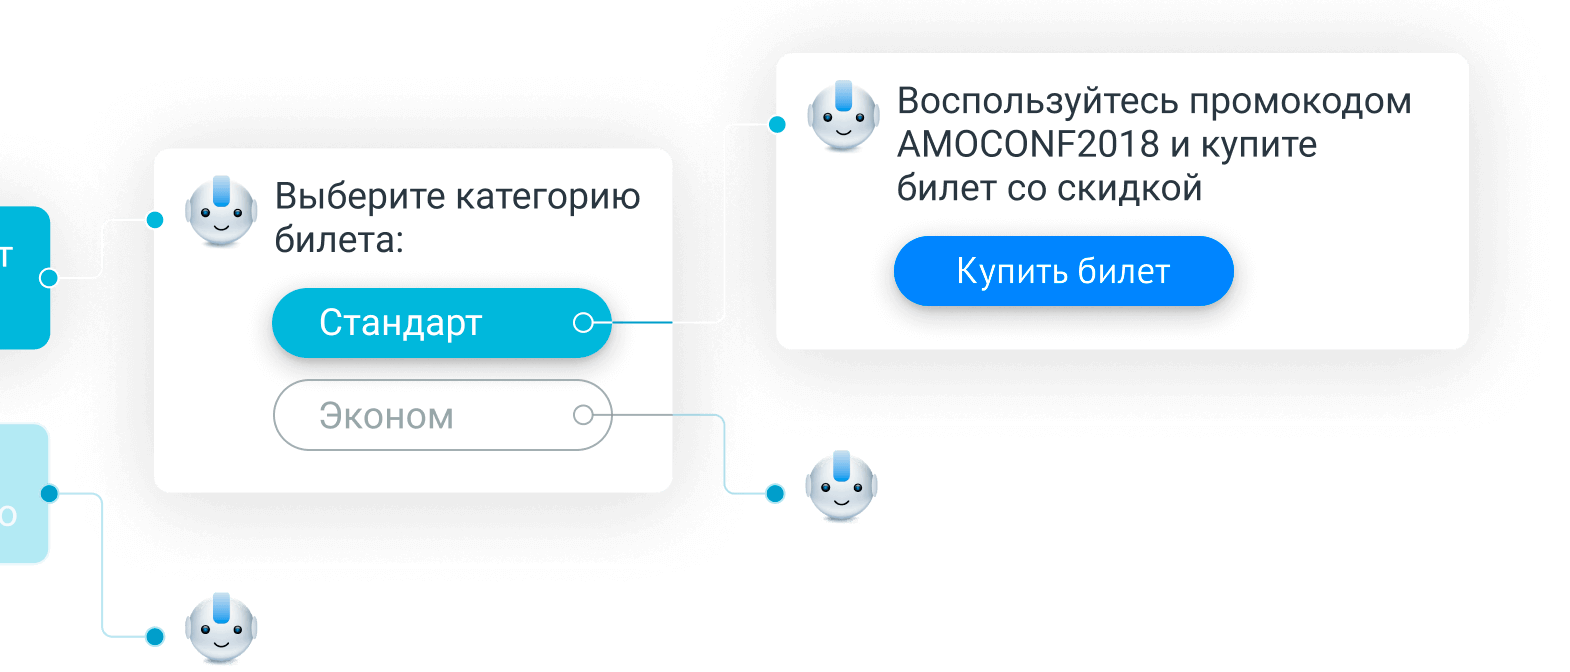 Выберите категорию
билета:
Стандарт
Эконом
Воспользуйтесь промокодом
AMOCONF2018 и купите
билет со скидкой
Купить билет